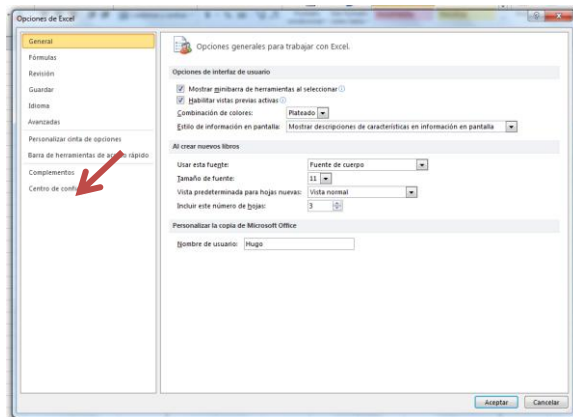 Opciones de Excel
General
Fórmulas
Revisión
Guardar
Idioma
Avanzadas
Personalizar cinta de opciones
Barra de herramientas de acceso rápido
Complementos
Centro de
Opciones generales para trabajar con Excel.
Opciones de interfaz de usuario
Mostrar minibarra de herramientas al seleccionar
Habilitar vistas previas activas
Combinación de colores: Plateado
Estilo de información en pantalla: Mostrar descripciones de características en información en pantalla
Al crear nuevos libros
Usar esta fuente: Fuente de cuerpo
Tamaño de fuente: 11
Vista predeterminada para hojas nuevas: Vista normal
Incluir este número de hojas: 3
Personalizar la copia de Microsoft Office
Nombre de usuario: Hugo
Aceptar Cancelar